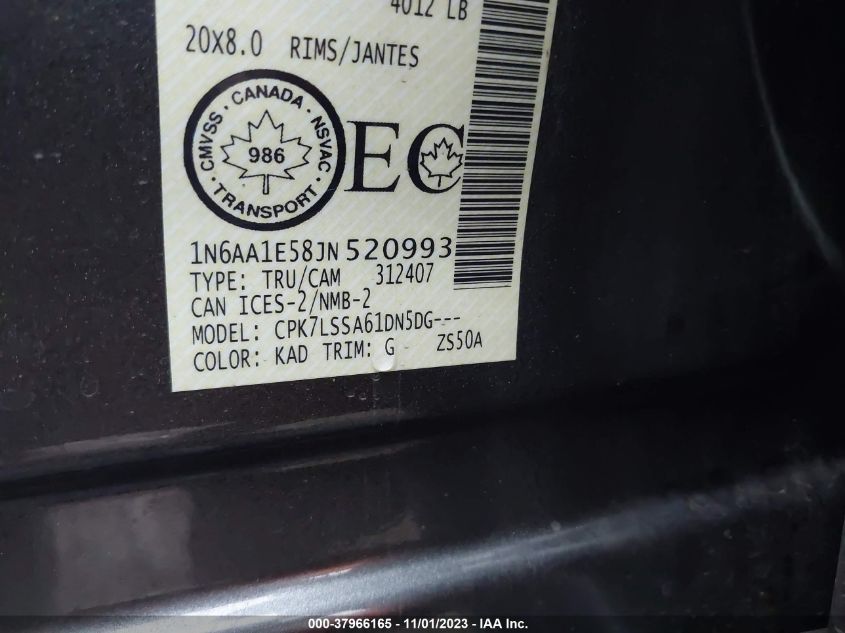 4012 LB
20X8.0 RIMS/JANTES
CMVSS · CANADA · NSVAC · TRANSPORT ·
986
EC
1N6AA1E58JN520993
TYPE: TRU/CAM 312407
CAN ICES-2/NMB-2
MODEL: CPK7LSSA61DN5DG---
COLOR: KAD TRIM: G ZS50A
000-37966165 - 11/01/2023 - IAA Inc.